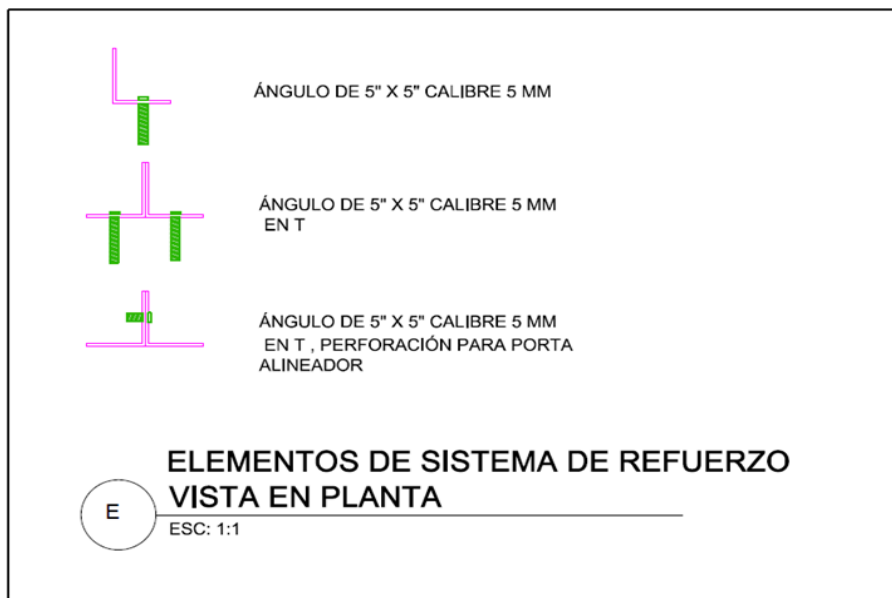 ÁNGULO DE 5" X 5" CALIBRE 5 MM
ÁNGULO DE 5" X 5" CALIBRE 5 MM
EN T
ÁNGULO DE 5" X 5" CALIBRE 5 MM
EN T , PERFORACIÓN PARA PORTA
ALINEADOR
ELEMENTOS DE SISTEMA DE REFUERZO
VISTA EN PLANTA
E
ESC: 1:1